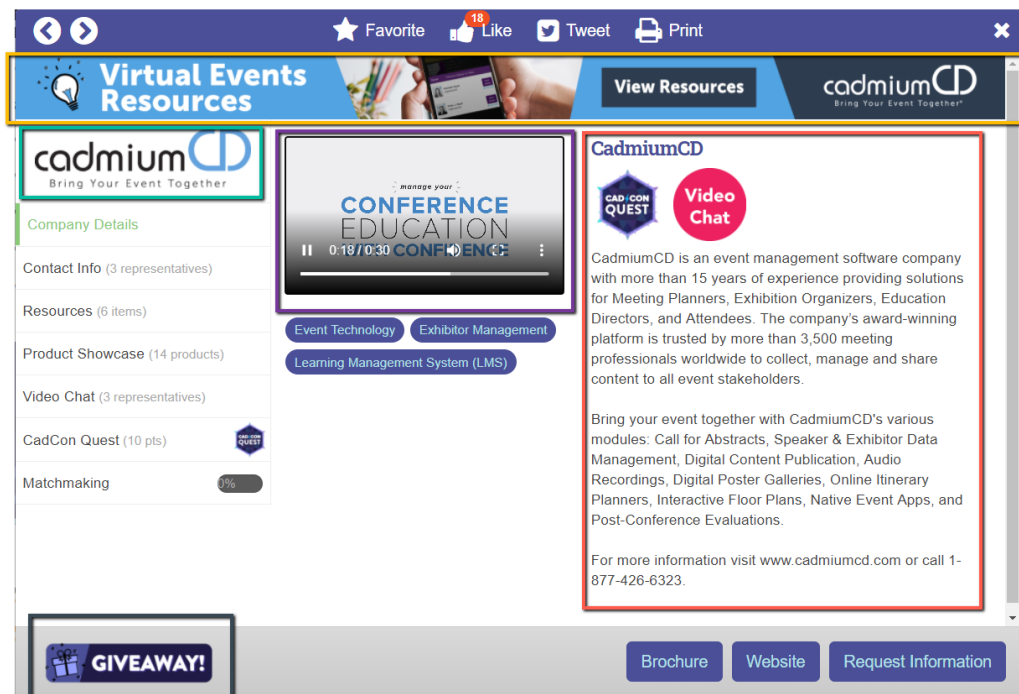 Favorite
18
Like
Tweet
Print
Virtual Events
Resources
View Resources
cadmiumCD
Bring Your Event Together®
cadmiumCD
Bring Your Event Together
Company Details
Contact Info (3 representatives)
Resources (6 items)
Product Showcase (14 products)
Video Chat (3 representatives)
CadCon Quest (10 pts)
CAD/CON
QUEST
Matchmaking
0%
manage your
CONFERENCE
EDUCATION
WITH CONFIDENCE
0:18 / 0:30
Event Technology
Exhibitor Management
Learning Management System (LMS)
CadmiumCD
CAD/CON
QUEST
Video
Chat
CadmiumCD is an event management software company
with more than 15 years of experience providing solutions
for Meeting Planners, Exhibition Organizers, Education
Directors, and Attendees. The company's award-winning
platform is trusted by more than 3,500 meeting
professionals worldwide to collect, manage and share
content to all event stakeholders.
Bring your event together with CadmiumCD's various
modules: Call for Abstracts, Speaker & Exhibitor Data
Management, Digital Content Publication, Audio
Recordings, Digital Poster Galleries, Online Itinerary
Planners, Interactive Floor Plans, Native Event Apps, and
Post-Conference Evaluations.
For more information visit www.cadmiumcd.com or call 1-
877-426-6323.
GIVEAWAY!
Brochure
Website
Request Information